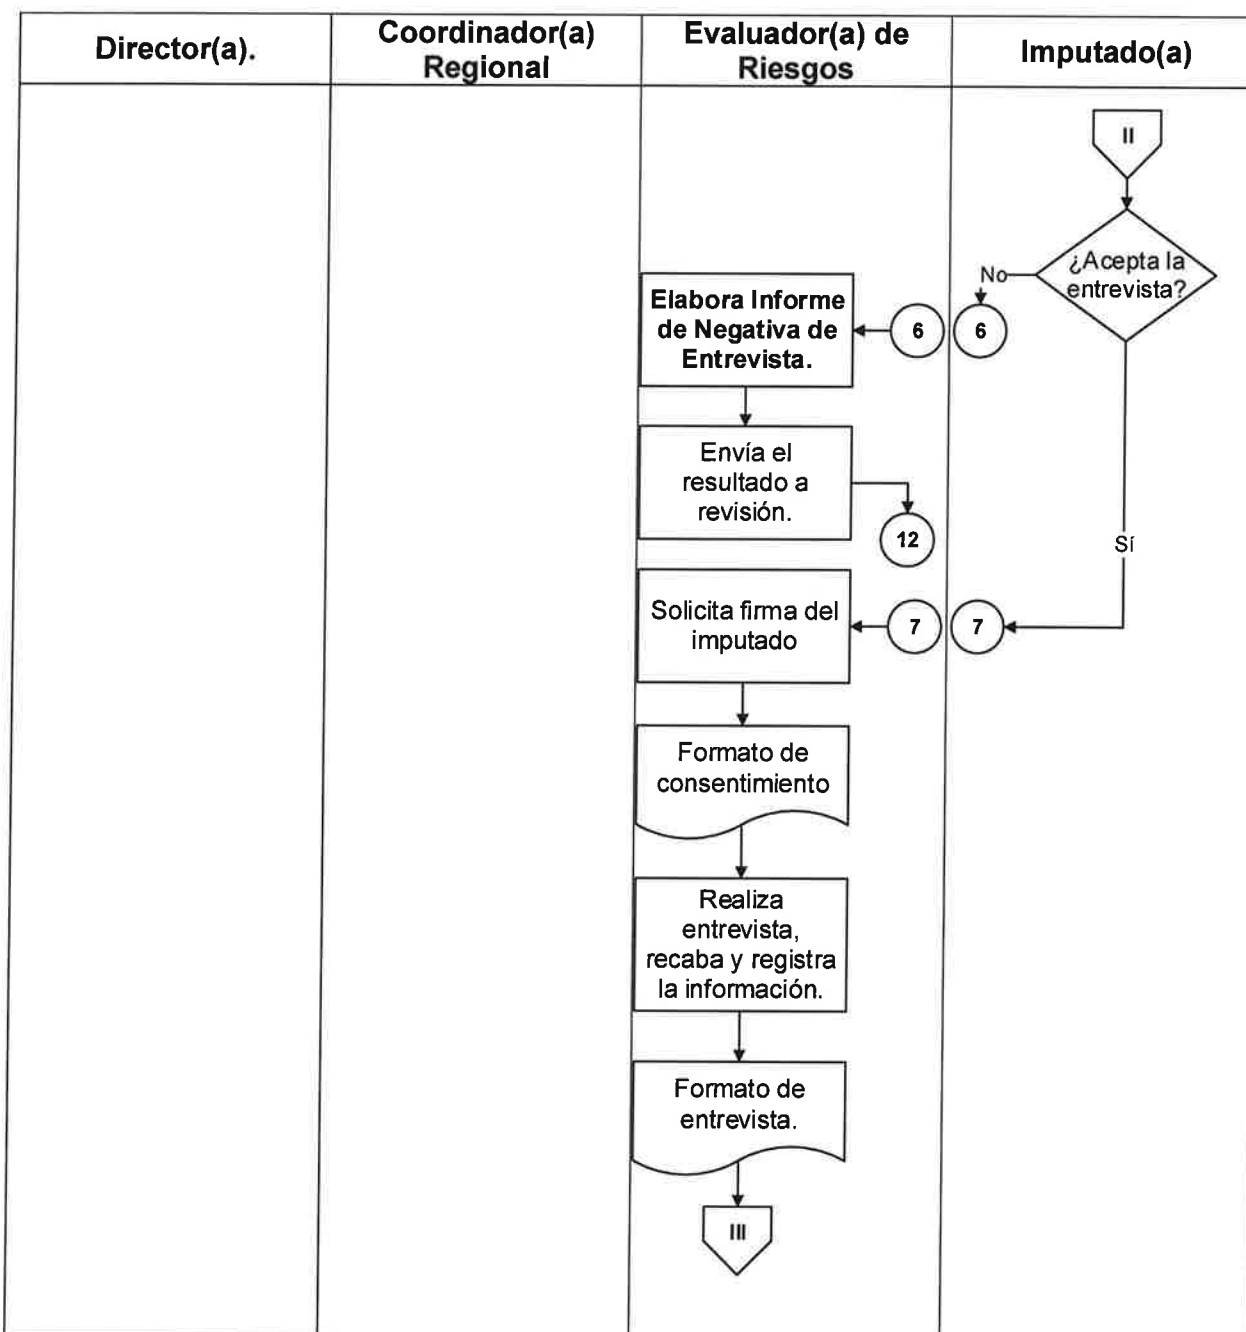 Director(a).
Coordinador(a)
Regional
Evaluador(a) de
Riesgos
Imputado(a)
II
¿Acepta la
entrevista?
No
6
6
Elabora Informe
de Negativa de
Entrevista.
Envía el
resultado a
revisión.
12
Sí
7
7
Solicita firma del
imputado
Formato de
consentimiento
Realiza
entrevista,
recaba y registra
la información.
Formato de
entrevista.
III